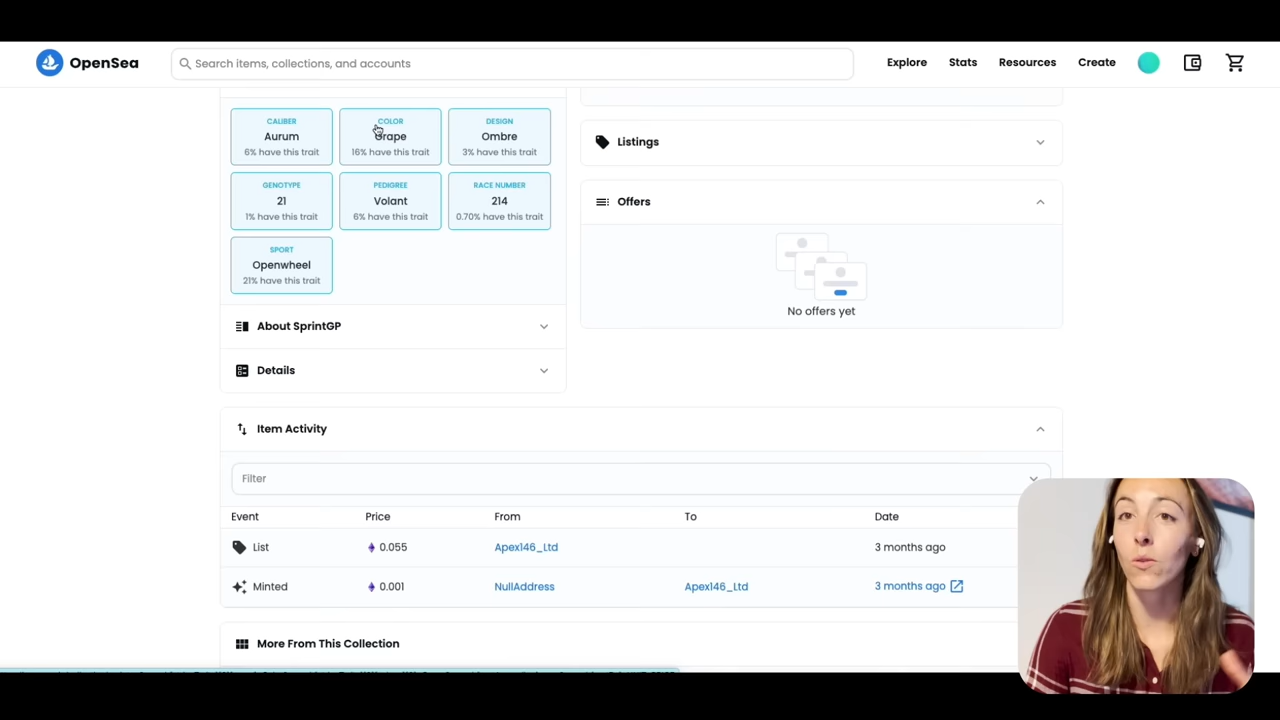 OpenSea
Search items, collections, and accounts
Explore
Stats
Resources
Create
CALIBER
Aurum
6% have this trait
COLOR
Grape
16% have this trait
DESIGN
Ombre
3% have this trait
GENOTYPE
21
1% have this trait
PEDIGREE
Volant
6% have this trait
RACE NUMBER
214
0.70% have this trait
SPORT
Openwheel
21% have this trait
About SprintGP
Details
Listings
Offers
No offers yet
Item Activity
Filter
Event Price From To Date
List 0.055 Apex146_Ltd 3 months ago
Minted 0.001 NullAddress Apex146_Ltd 3 months ago
More From This Collection